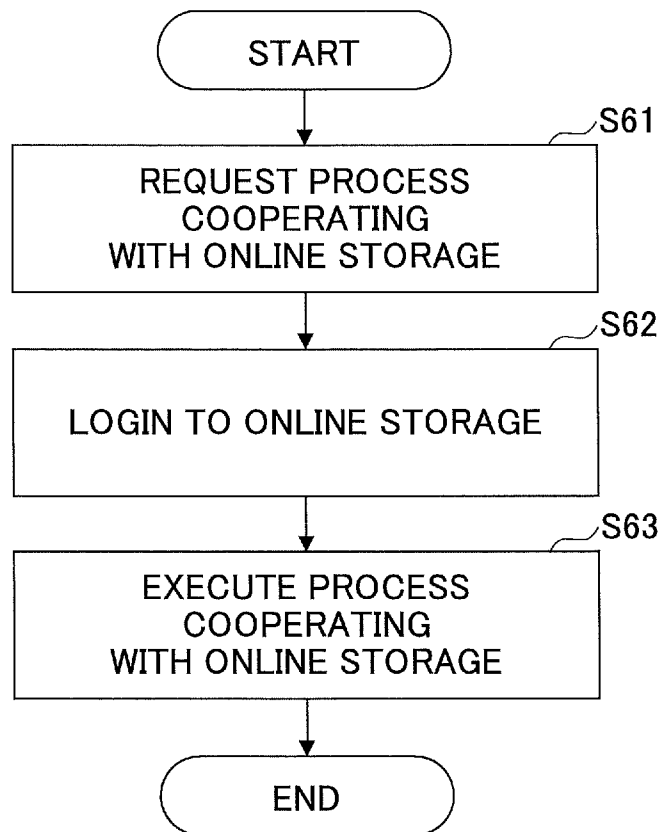 START
S61
REQUEST PROCESS
COOPERATING
WITH ONLINE STORAGE
S62
LOGIN TO ONLINE STORAGE
S63
EXECUTE PROCESS
COOPERATING
WITH ONLINE STORAGE
END